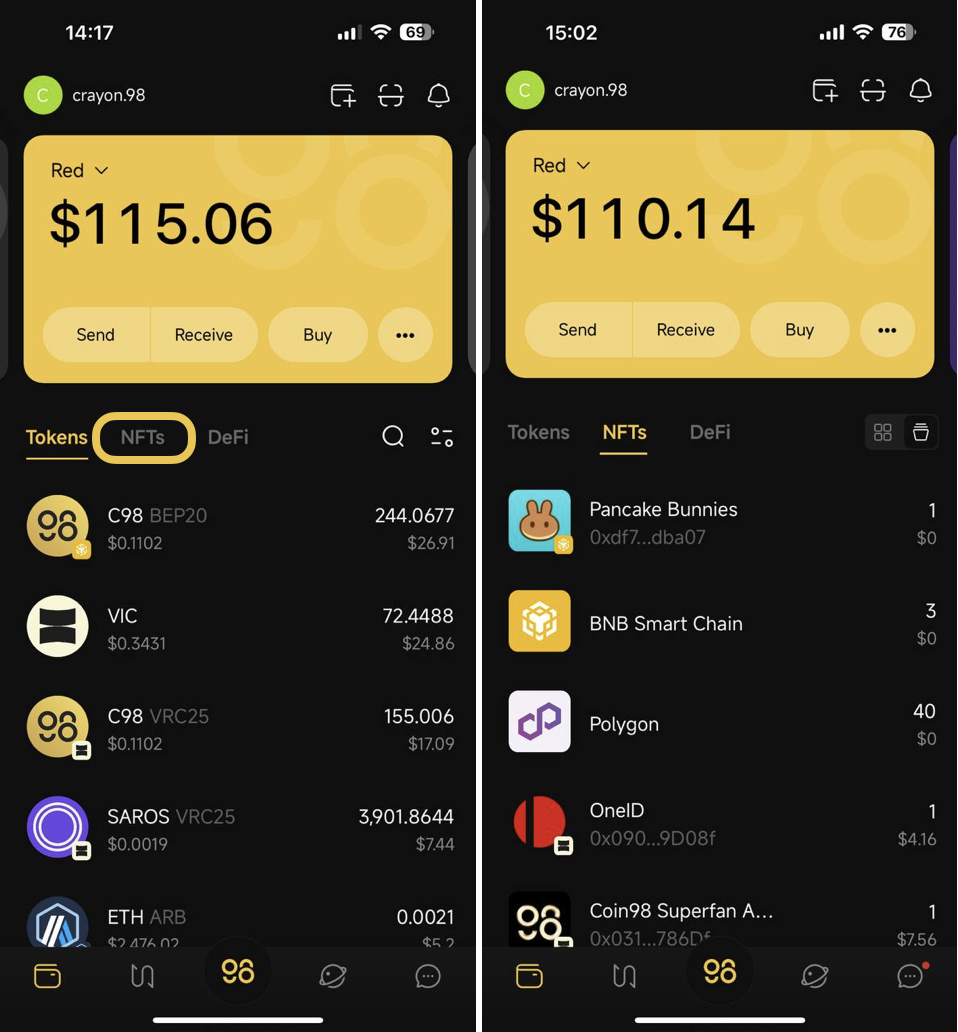 14:17
69
C
crayon.98
Red
$115.06
Send
Receive
Buy
Tokens
NFTs
DeFi
C98 BEP20
244.0677
$0.1102
$26.91
VIC
72.4488
$0.3431
$24.86
C98 VRC25
155.006
$0.1102
$17.09
SAROS VRC25
3,901.8644
$0.0019
$7.44
ETH ARB
0.0021
$2,476.02
$5.2
98
15:02
76
C
crayon.98
Red
$110.14
Send
Receive
Buy
Tokens
NFTs
DeFi
Pancake Bunnies
1
0xdf7...dba07
$0
BNB Smart Chain
3
$0
Polygon
40
$0
OneID
1
0x090...9D08f
$4.16
Coin98 Superfan A...
1
0x031...786Df
$7.56
98